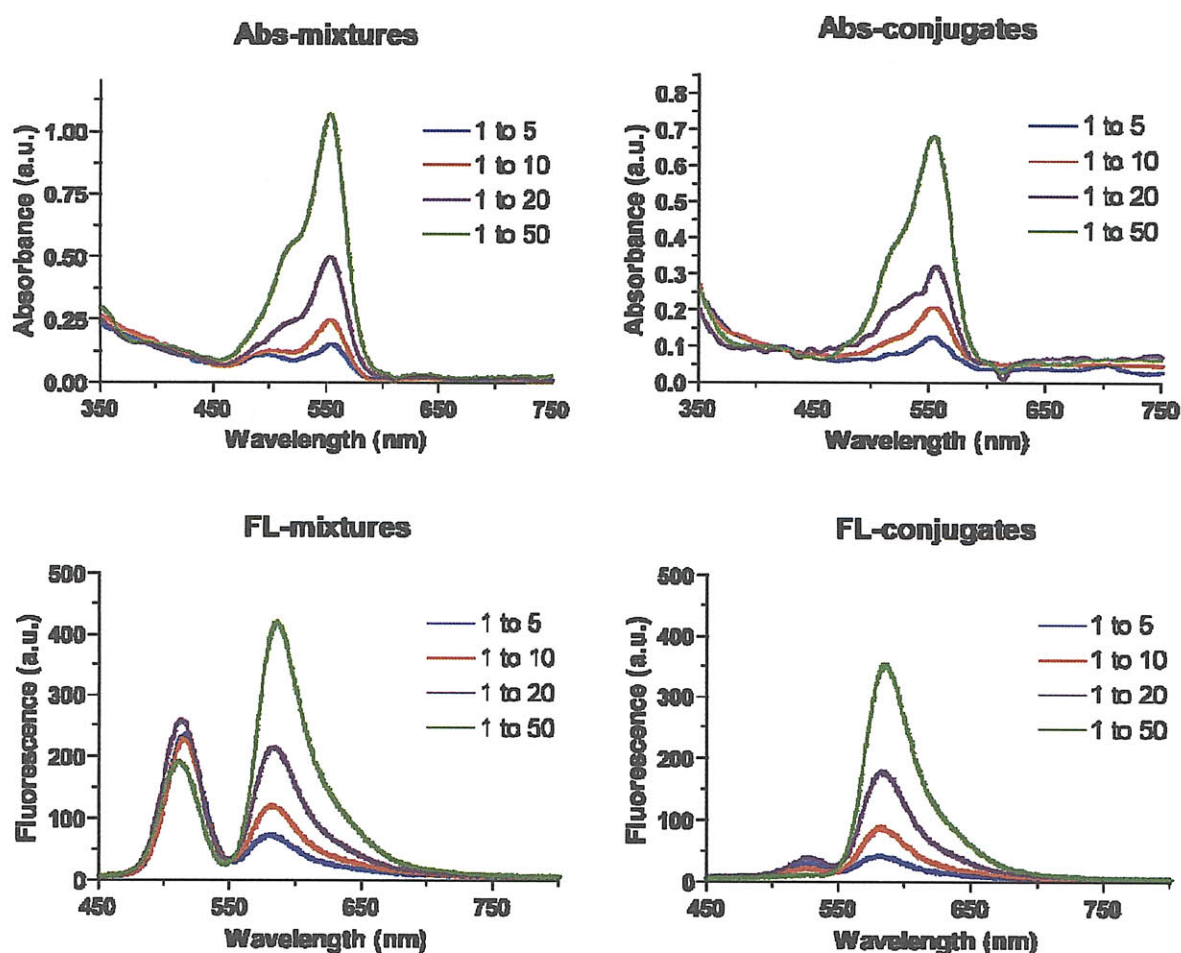 Abs-mixtures
Absorbance (a.u.)
1.00
0.75
0.50
0.25
0.00
1 to 5
1 to 10
1 to 20
1 to 50
350
450
550
650
750
Wavelength (nm)
Abs-conjugates
Absorbance (a.u.)
0.8
0.7
0.6
0.5
0.4
0.3
0.2
0.1
0.0
1 to 5
1 to 10
1 to 20
1 to 50
350
450
550
650
750
Wavelength (nm)
FL-mixtures
Fluorescence (a.u.)
500
400
300
200
100
0
1 to 5
1 to 10
1 to 20
1 to 50
450
550
650
750
Wavelength (nm)
FL-conjugates
Fluorescence (a.u.)
500
400
300
200
100
0
1 to 5
1 to 10
1 to 20
1 to 50
450
550
650
750
Wavelength (nm)